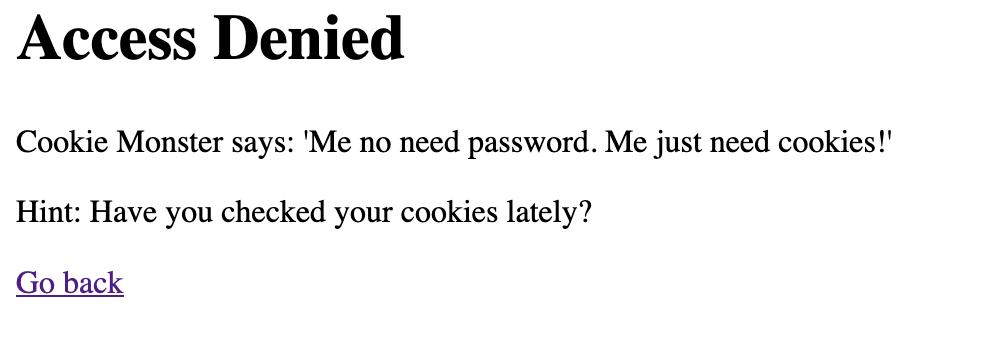 Access Denied
Cookie Monster says: 'Me no need password. Me just need cookies!'
Hint: Have you checked your cookies lately?
Go back